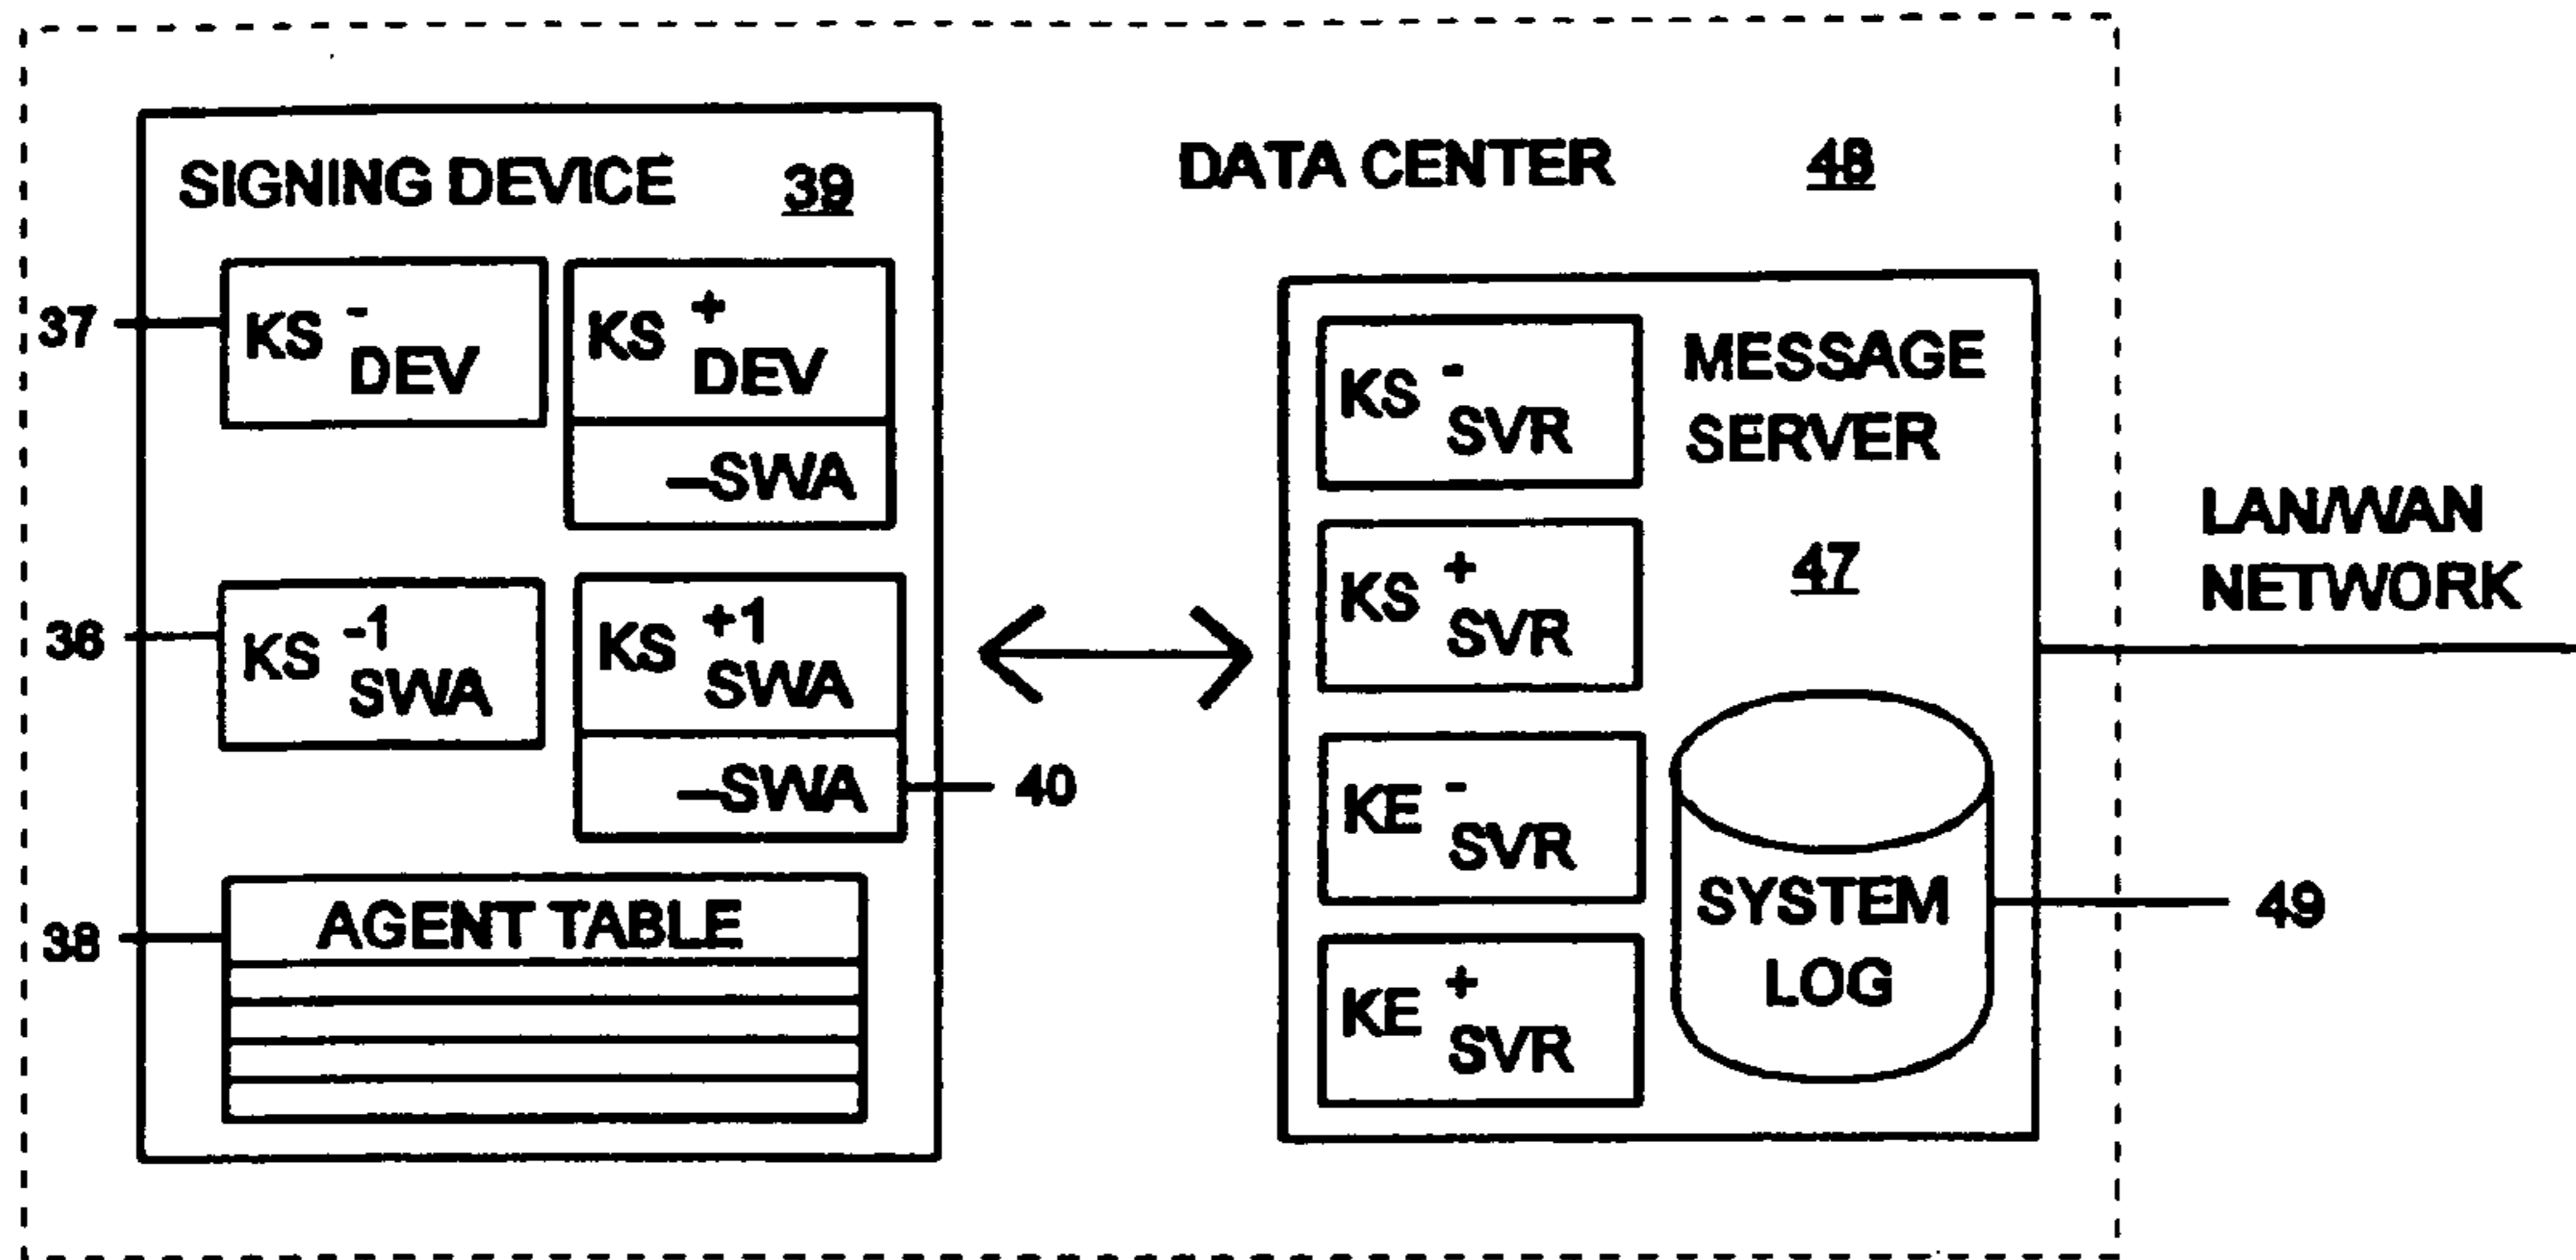 SIGNING DEVICE 39
37
KS - DEV
KS + DEV
–SWA
36
KS -1 SWA
KS +1 SWA
–SWA
40
38
AGENT TABLE
DATA CENTER 48
MESSAGE
SERVER
47
KS - SVR
KS + SVR
KE - SVR
KE + SVR
SYSTEM
LOG
49
LAN/WAN
NETWORK